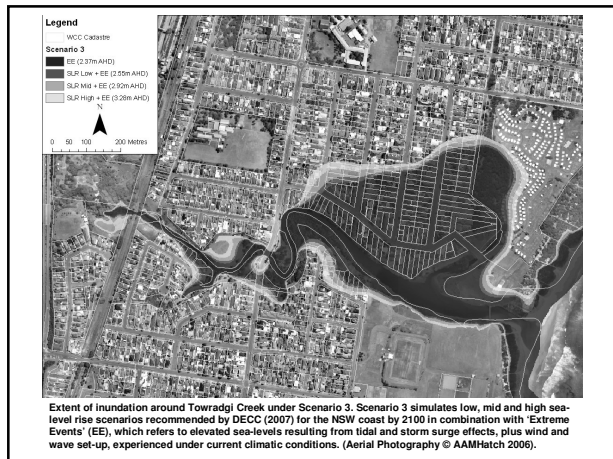 Legend
WCC Cadastre
Scenario 3
EE (2.37m AHD)
SLR Low + EE (2.55m AHD)
SLR Mid + EE (2.92m AHD)
SLR High + EE (3.28m AHD)
N
0 50 100 200 Metres
Extent of inundation around Towradgi Creek under Scenario 3. Scenario 3 simulates low, mid and high sea-
level rise scenarios recommended by DECC (2007) for the NSW coast by 2100 in combination with ‘Extreme
Events’ (EE), which refers to elevated sea-levels resulting from tidal and storm surge effects, plus wind and
wave set-up, experienced under current climatic conditions. (Aerial Photography © AAMHatch 2006).